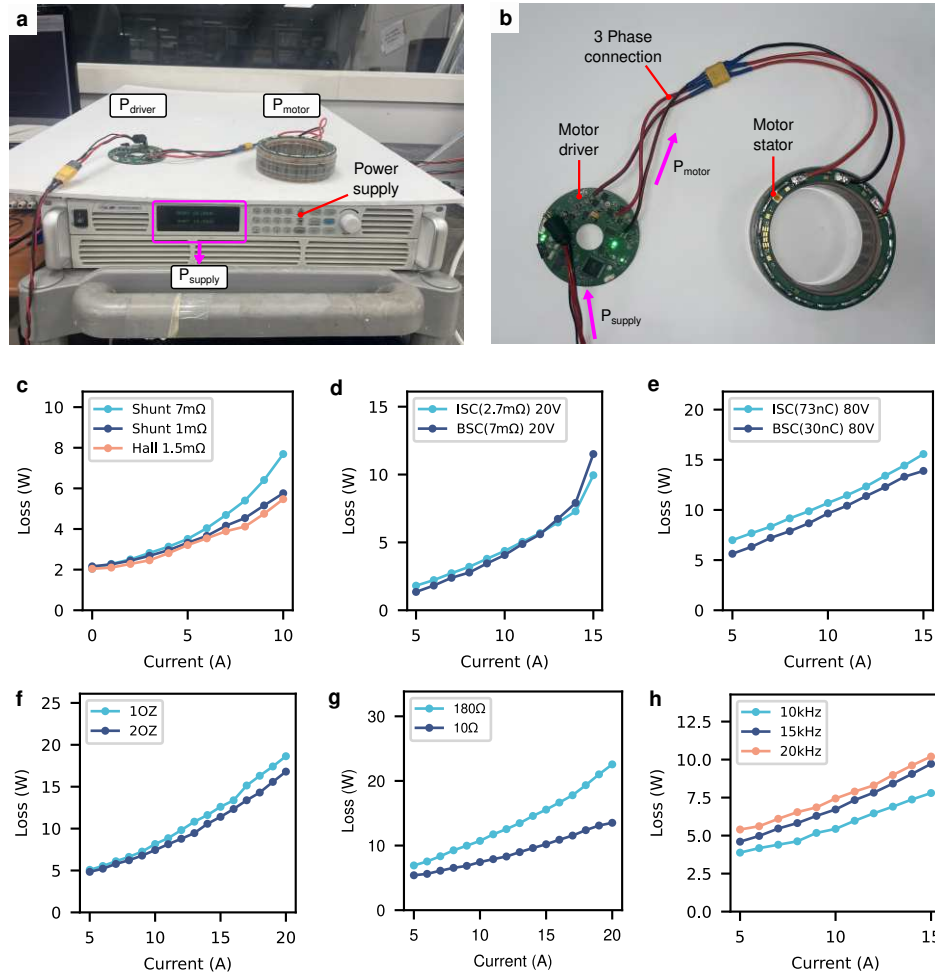 a
P_driver
P_motor
Power
supply
P_supply
b
3 Phase
connection
Motor
driver
Motor
stator
P_motor
P_supply
c
Loss (W)
10
8
6
4
2
0
Shunt 7mΩ
Shunt 1mΩ
Hall 1.5mΩ
0
5
10
Current (A)
d
Loss (W)
15
10
5
0
ISC(2.7mΩ) 20V
BSC(7mΩ) 20V
5
10
15
Current (A)
e
Loss (W)
20
15
10
5
0
ISC(73nC) 80V
BSC(30nC) 80V
5
10
15
Current (A)
f
Loss (W)
25
20
15
10
5
0
1OZ
2OZ
5
10
15
20
Current (A)
g
Loss (W)
30
20
10
0
180Ω
10Ω
5
10
15
20
Current (A)
h
Loss (W)
12.5
10.0
7.5
5.0
2.5
0.0
10kHz
15kHz
20kHz
5
10
15
Current (A)